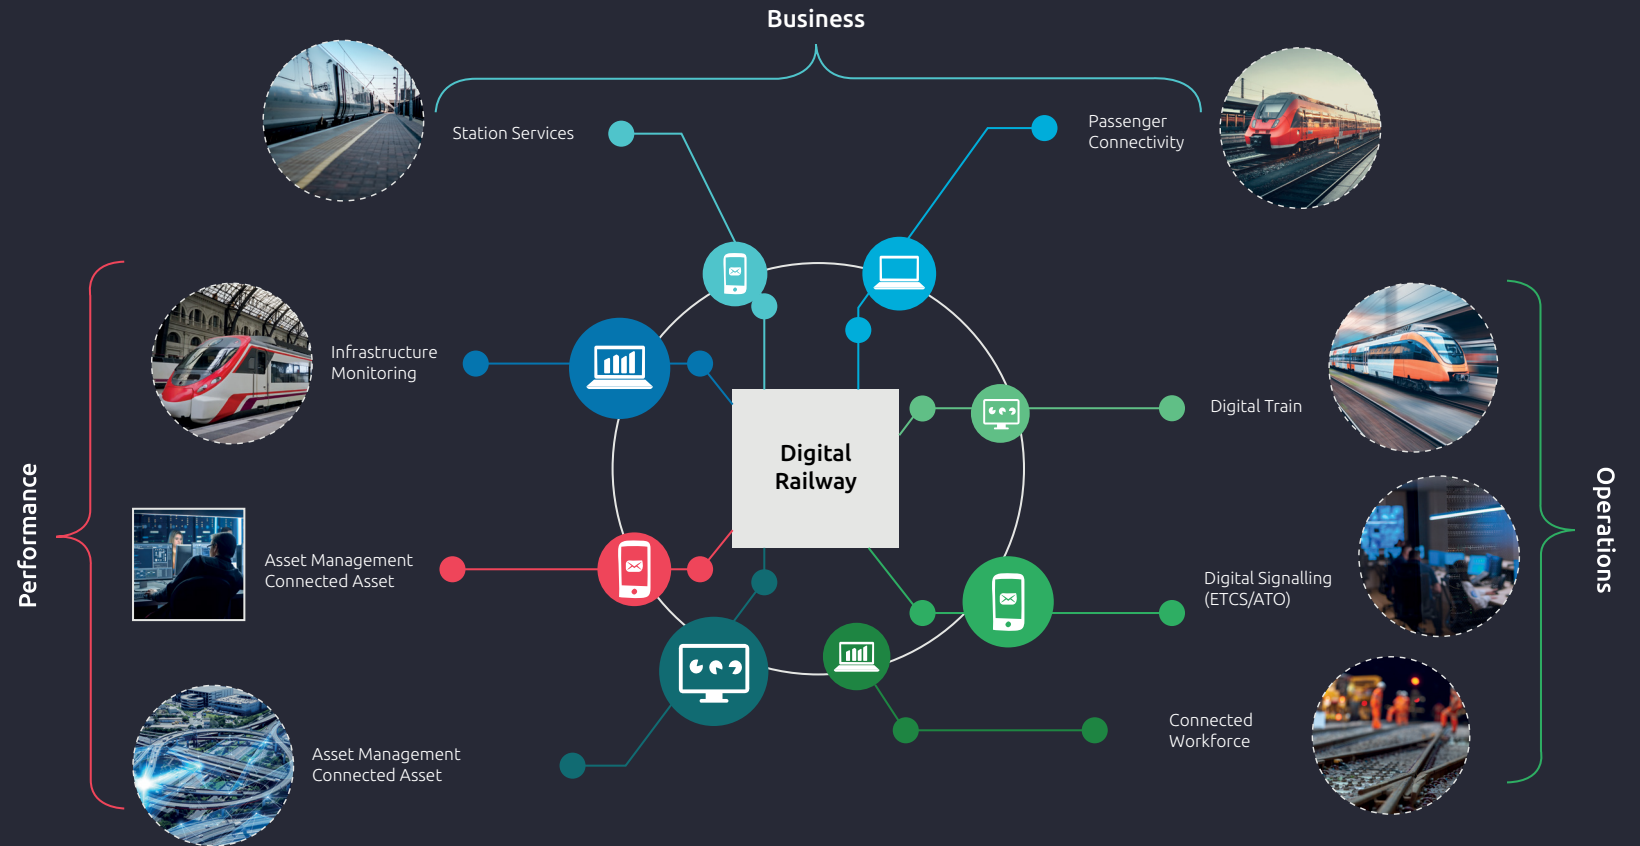 Business
Station Services
Passenger
Connectivity
Performance
Infrastructure
Monitoring
Asset Management
Connected Asset
Asset Management
Connected Asset
Digital
Railway
Digital Train
Digital Signalling
(ETCS/ATO)
Connected
Workforce
Operations